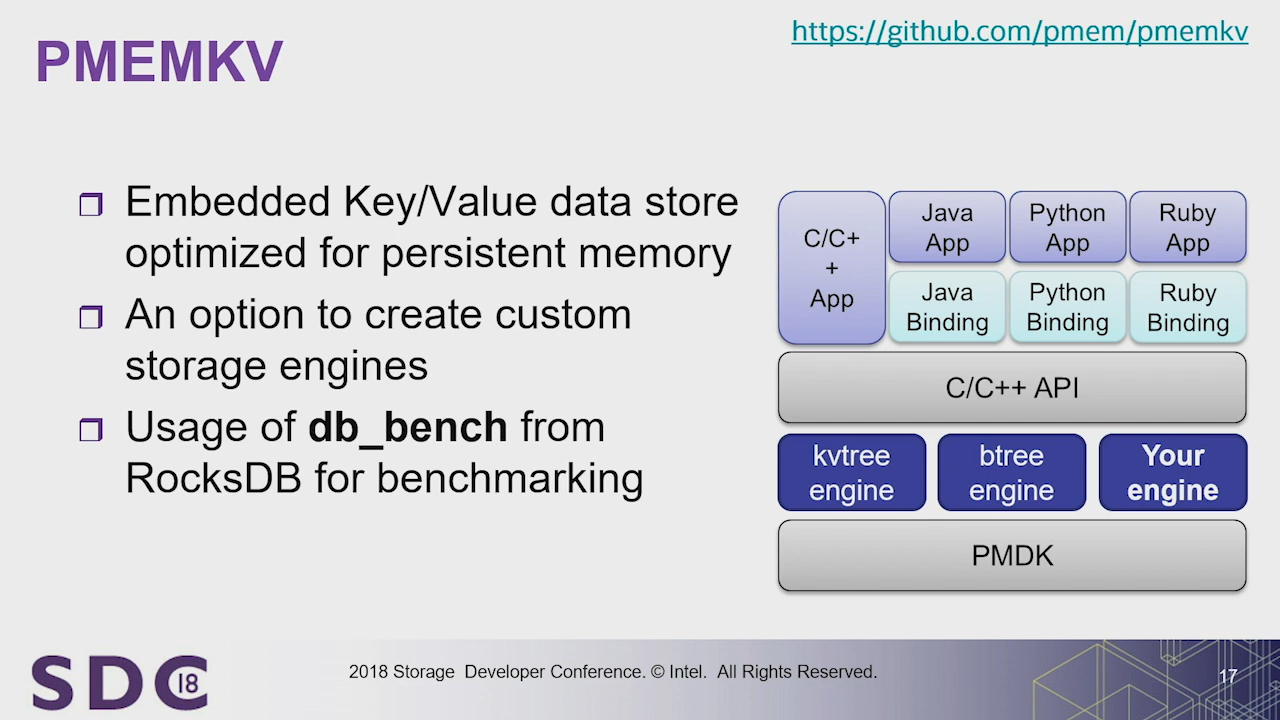 PMEMKV
https://github.com/pmem/pmemkv
Embedded Key/Value data store
optimized for persistent memory
An option to create custom
storage engines
Usage of db_bench from
RocksDB for benchmarking
C/C+
+
App
Java
App
Python
App
Ruby
App
Java
Binding
Python
Binding
Ruby
Binding
C/C++ API
kvtree
engine
btree
engine
Your
engine
PMDK
SDC 18
2018 Storage Developer Conference. © Intel. All Rights Reserved.
17